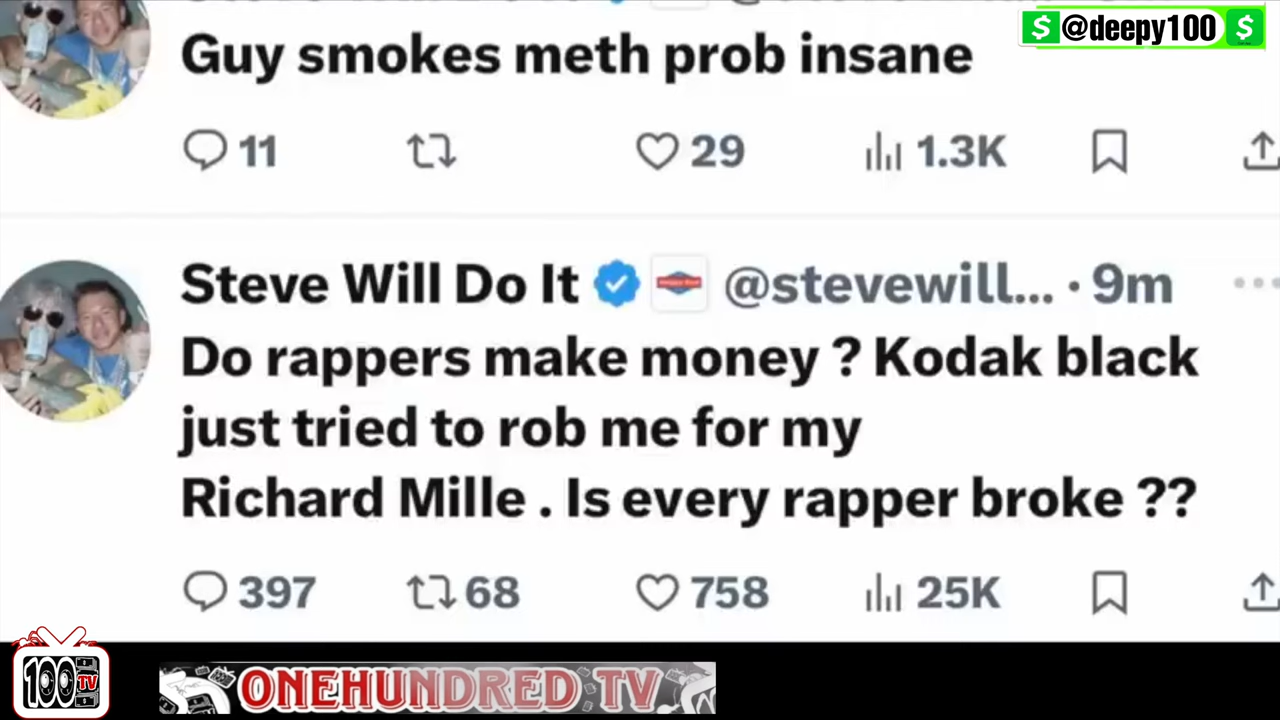 $ @deepy100 $
Guy smokes meth prob insane
11 29 1.3K
Steve Will Do It @stevewill... · 9m
Do rappers make money ? Kodak black
just tried to rob me for my
Richard Mille . Is every rapper broke ??
397 68 758 25K
100 TV
ONEHUNDRED TV